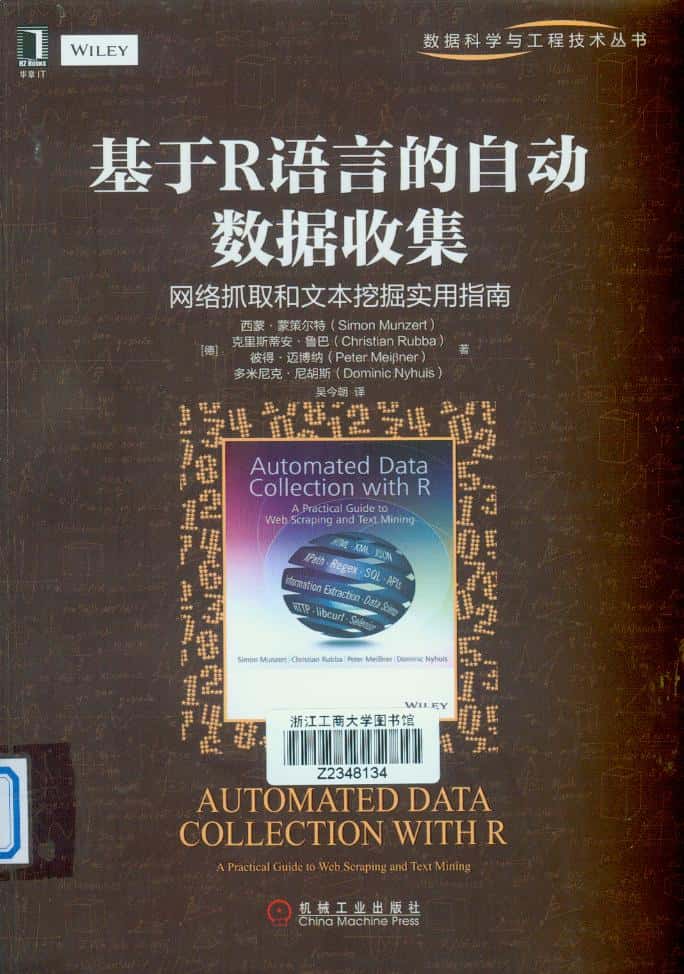 HZ Books
华章IT
WILEY
数据科学与工程技术丛书
基于R语言的自动
数据收集
网络抓取和文本挖掘实用指南
[德]
西蒙·蒙策尔特（Simon Munzert）
克里斯蒂安·鲁巴（Christian Rubba）
彼得·迈博纳（Peter Meißner）
多米尼克·尼胡斯（Dominic Nyhuis）
著
吴今朝 译
Automated Data
Collection with R
A Practical Guide to
Web Scraping and Text Mining
HTML XML JSON
XPath · Regex · SQL · APIs
Information Extraction · Data Science
HTTP · libcurl · Selenium
Simon Munzert | Christian Rubba | Peter Meißner | Dominic Nyhuis
WILEY
浙江工商大学图书馆
Z2348134
AUTOMATED DATA
COLLECTION WITH R
A Practical Guide to Web Scraping and Text Mining
机械工业出版社
China Machine Press